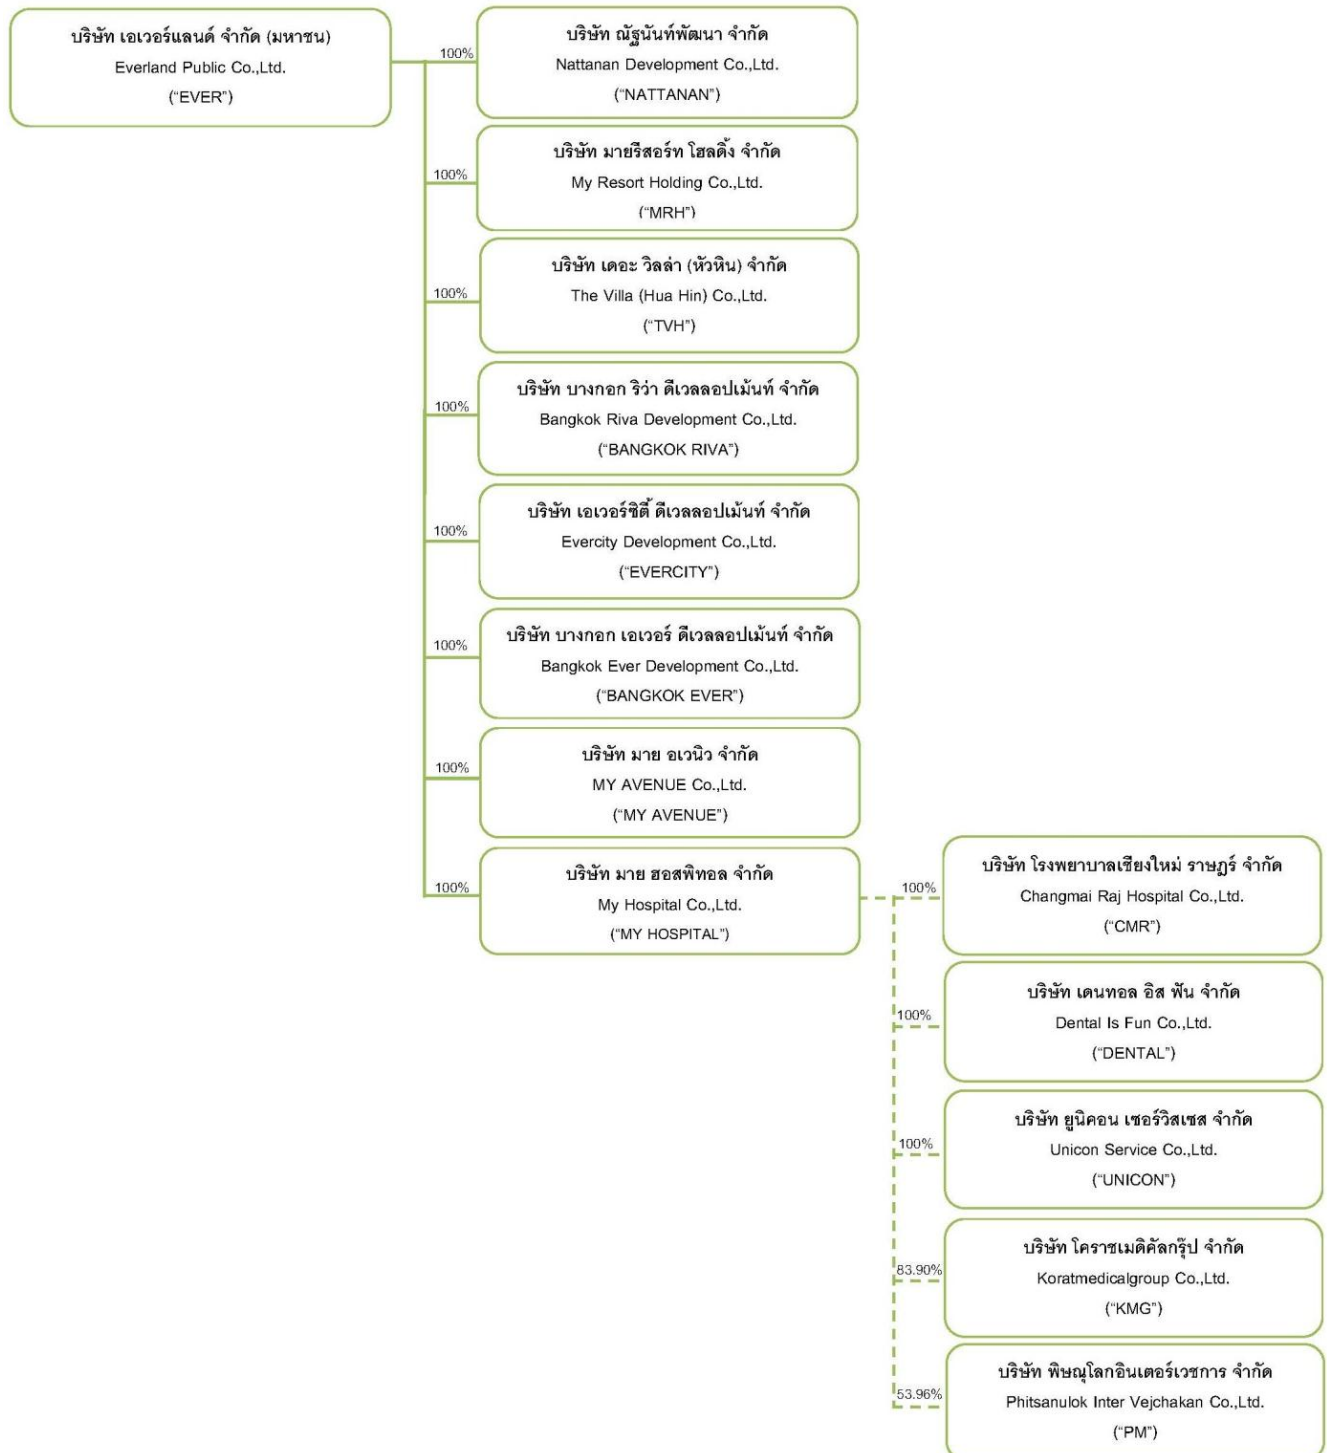 บริษัท เอเวอร์แลนด์ จำกัด (มหาชน)
Everland Public Co.,Ltd.
(“EVER”)
100%
บริษัท ณัฐนันท์พัฒนา จำกัด
Nattanan Development Co.,Ltd.
(“NATTANAN”)
100%
บริษัท มายรีสอร์ท โฮลดิ้ง จำกัด
My Resort Holding Co.,Ltd.
(“MRH”)
100%
บริษัท เดอะ วิลล่า (หัวหิน) จำกัด
The Villa (Hua Hin) Co.,Ltd.
(“TVH”)
100%
บริษัท บางกอก ริว่า ดีเวลลอปเม้นท์ จำกัด
Bangkok Riva Development Co.,Ltd.
(“BANGKOK RIVA”)
100%
บริษัท เอเวอร์ซิตี้ ดีเวลลอปเม้นท์ จำกัด
Evercity Development Co.,Ltd.
(“EVERCITY”)
100%
บริษัท บางกอก เอเวอร์ ดีเวลลอปเม้นท์ จำกัด
Bangkok Ever Development Co.,Ltd.
(“BANGKOK EVER”)
100%
บริษัท มาย อเวนิว จำกัด
MY AVENUE Co.,Ltd.
(“MY AVENUE”)
100%
บริษัท มาย ฮอสพิทอล จำกัด
My Hospital Co.,Ltd.
(“MY HOSPITAL”)
100%
บริษัท โรงพยาบาลเชียงใหม่ ราษฎร์ จำกัด
Changmai Raj Hospital Co.,Ltd.
(“CMR”)
100%
บริษัท เดนทอล อิส ฟัน จำกัด
Dental Is Fun Co.,Ltd.
(“DENTAL”)
100%
บริษัท ยูนิคอน เซอร์วิสเซส จำกัด
Unicon Service Co.,Ltd.
(“UNICON”)
83.90%
บริษัท โคราชเมดิคัลกรุ๊ป จำกัด
Koratmedicalgroup Co.,Ltd.
(“KMG”)
53.96%
บริษัท พิษณุโลกอินเตอร์เวชการ จำกัด
Phitsanulok Inter Vejchakan Co.,Ltd.
(“PM”)